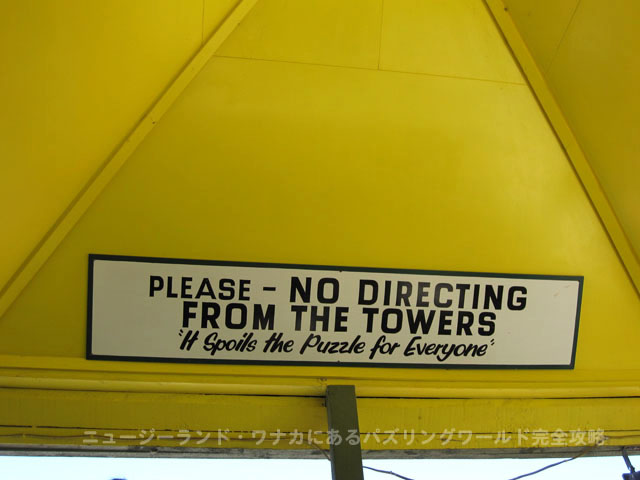 PLEASE - NO DIRECTING
FROM THE TOWERS
"It Spoils the Puzzle for Everyone"
ニュージーランド・ワナカにあるパズリングワールド完全攻略